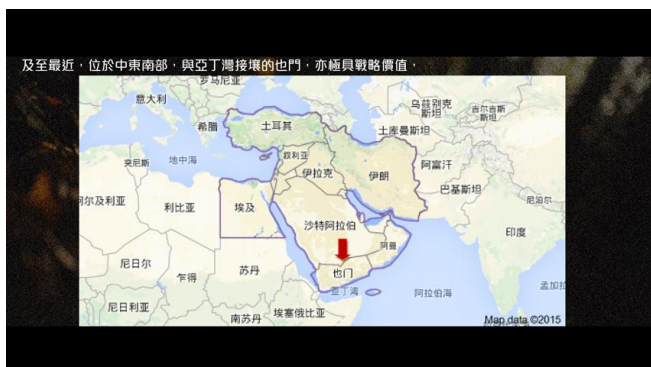 及至最近，位於中東南部，與亞丁灣接壤的也門，亦極具戰略價值，
罗马尼亚
意大利
乌兹别克
斯坦
吉尔吉斯
斯坦
希腊
土耳其
土库曼斯坦
突尼斯
地中海
叙利亚
伊拉克
伊朗
阿富汗
巴基斯坦
尼泊尔
阿尔及利亚
利比亚
埃及
沙特阿拉伯
阿曼
印度
尼日尔
乍得
苏丹
也门
亚丁湾
阿拉伯海
孟加拉
尼日利亚
南苏丹
埃塞俄比亚
Map data ©2015